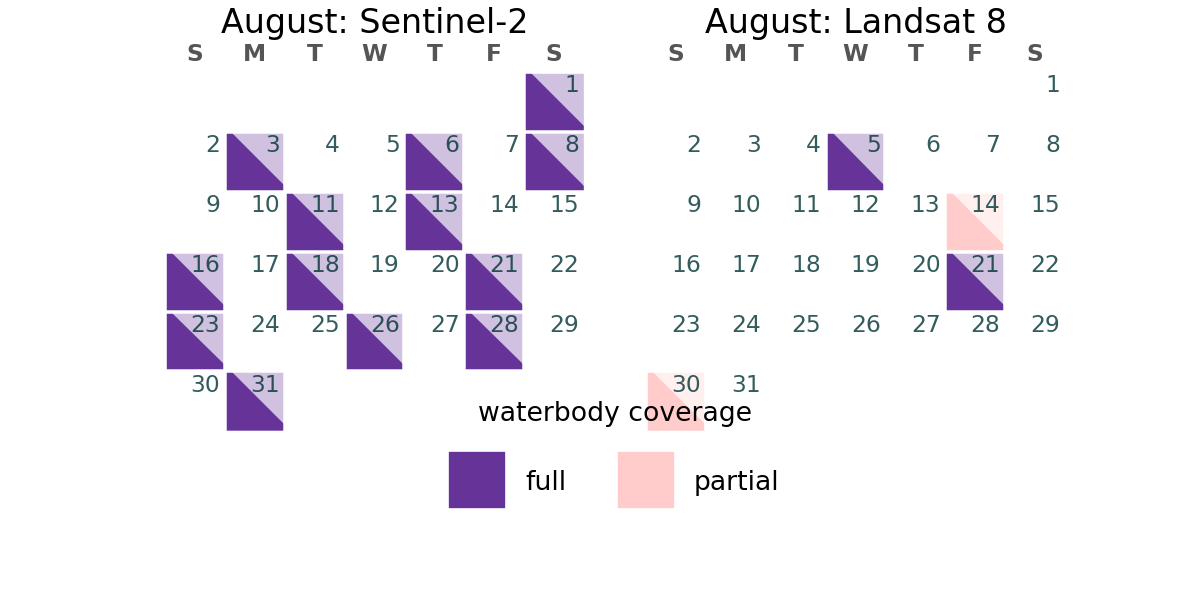 August: Sentinel-2
S M T W T F S
1
2 3 4 5 6 7 8
9 10 11 12 13 14 15
16 17 18 19 20 21 22
23 24 25 26 27 28 29
30 31
August: Landsat 8
S M T W T F S
1
2 3 4 5 6 7 8
9 10 11 12 13 14 15
16 17 18 19 20 21 22
23 24 25 26 27 28 29
30 31
waterbody coverage
full partial